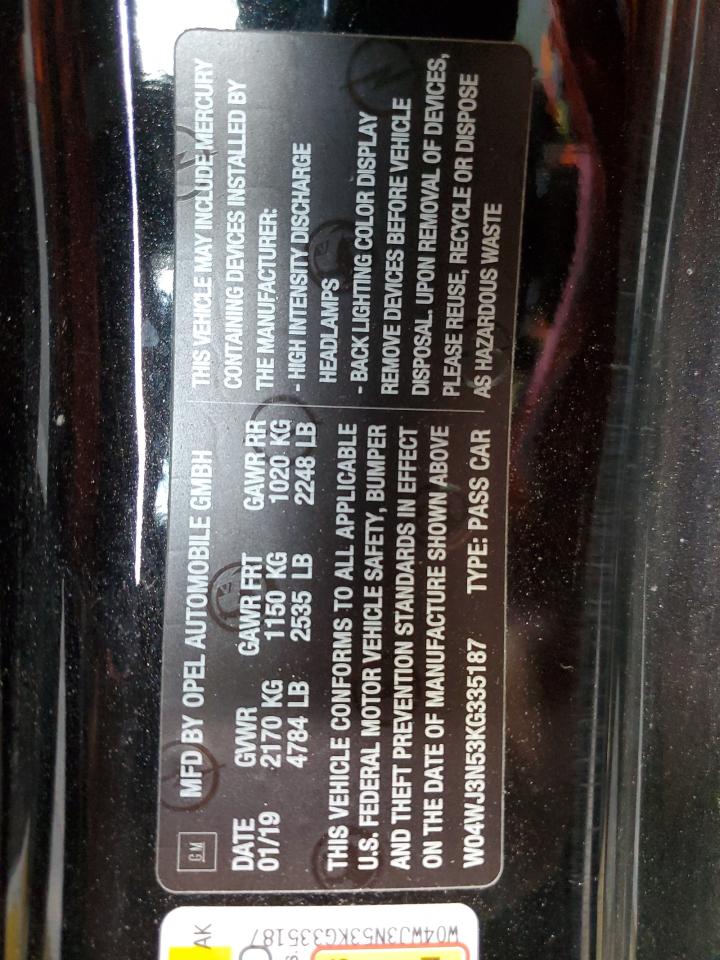 GM
MFD BY OPEL AUTOMOBILE GMBH
DATE GVWR GAWR FRT GAWR RR
01/19 2170 KG 1150 KG 1020 KG
4784 LB 2535 LB 2248 LB
THIS VEHICLE CONFORMS TO ALL APPLICABLE
U.S. FEDERAL MOTOR VEHICLE SAFETY, BUMPER
AND THEFT PREVENTION STANDARDS IN EFFECT
ON THE DATE OF MANUFACTURE SHOWN ABOVE
W04WJ3N53KG335187 TYPE: PASS CAR
THIS VEHICLE MAY INCLUDE MERCURY
CONTAINING DEVICES INSTALLED BY
THE MANUFACTURER:
- HIGH INTENSITY DISCHARGE
HEADLAMPS
- BACK LIGHTING COLOR DISPLAY
REMOVE DEVICES BEFORE VEHICLE
DISPOSAL. UPON REMOVAL OF DEVICES,
PLEASE REUSE, RECYCLE OR DISPOSE
AS HAZARDOUS WASTE
W04WJ3N53KG335187
AK